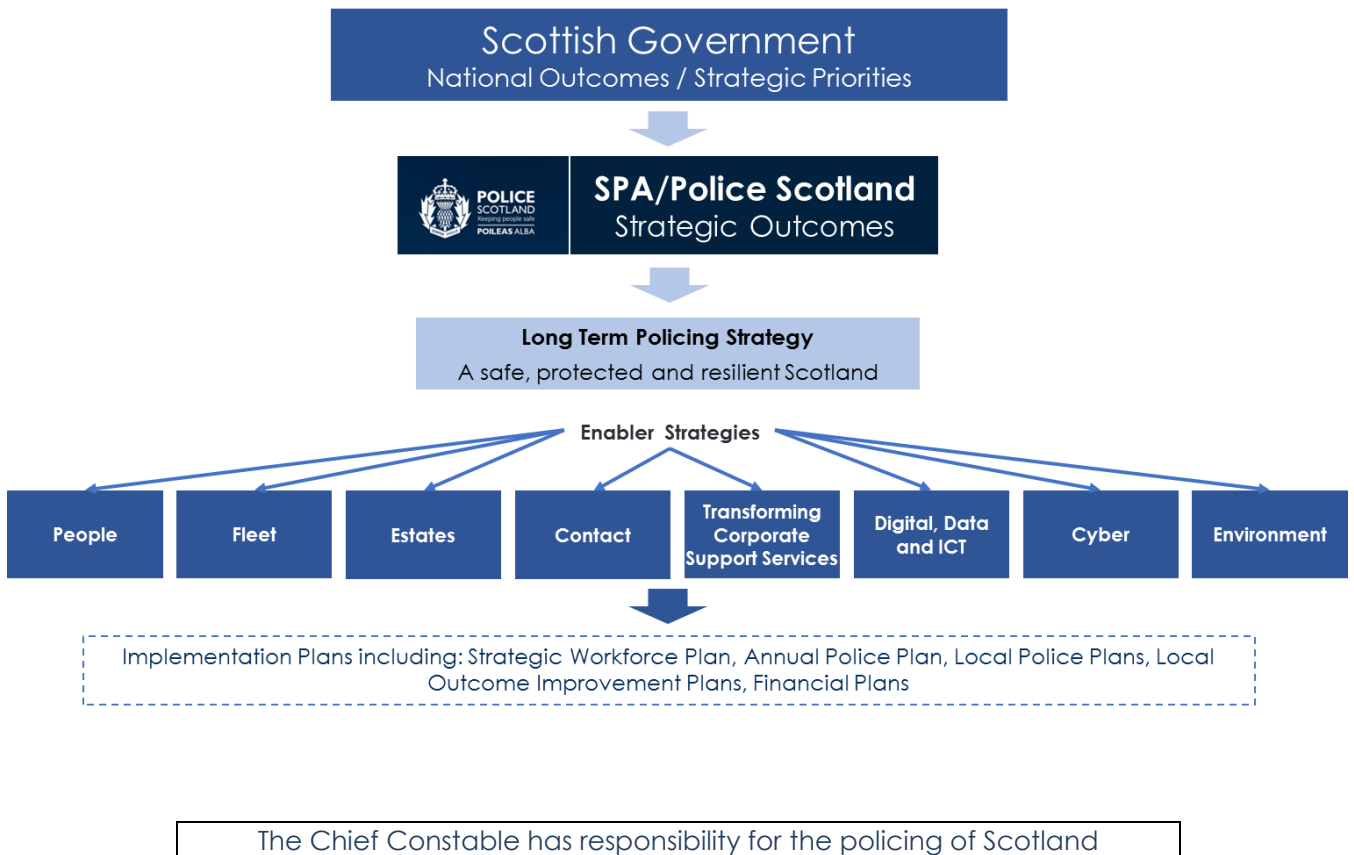 Scottish Government
National Outcomes / Strategic Priorities
POLICE
SCOTLAND
Keeping people safe
POILEAS ALBA
SPA/Police Scotland
Strategic Outcomes
Long Term Policing Strategy
A safe, protected and resilient Scotland
Enabler Strategies
People
Fleet
Estates
Contact
Transforming
Corporate
Support Services
Digital, Data
and ICT
Cyber
Environment
Implementation Plans including: Strategic Workforce Plan, Annual Police Plan, Local Police Plans, Local
Outcome Improvement Plans, Financial Plans
The Chief Constable has responsibility for the policing of Scotland